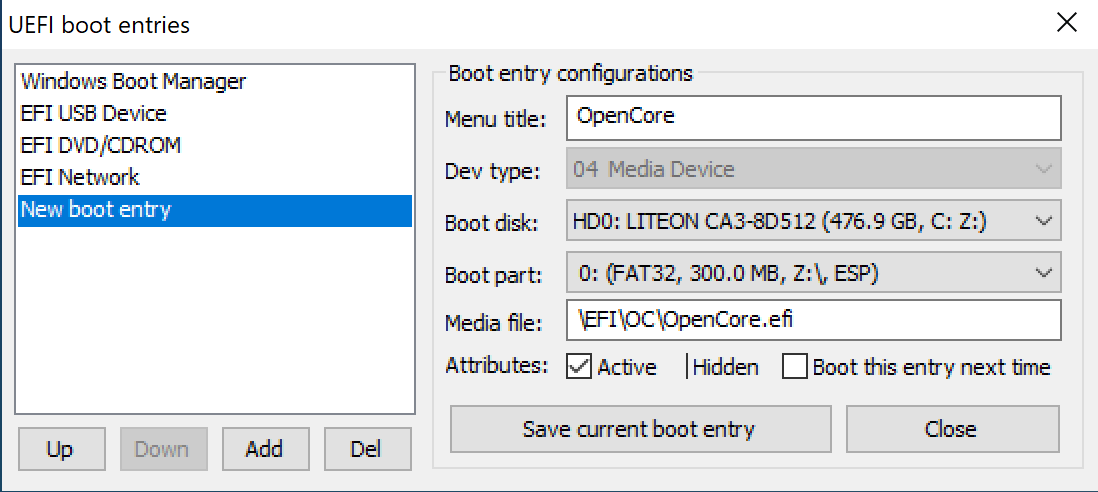 UEFI boot entries
Windows Boot Manager
EFI USB Device
EFI DVD/CDROM
EFI Network
New boot entry
Up
Down
Add
Del
Boot entry configurations
Menu title: OpenCore
Dev type: 04 Media Device
Boot disk: HD0: LITEON CA3-8D512 (476.9 GB, C: Z:)
Boot part: 0: (FAT32, 300.0 MB, Z:\, ESP)
Media file: \EFI\OC\OpenCore.efi
Attributes: Active Hidden Boot this entry next time
Save current boot entry
Close